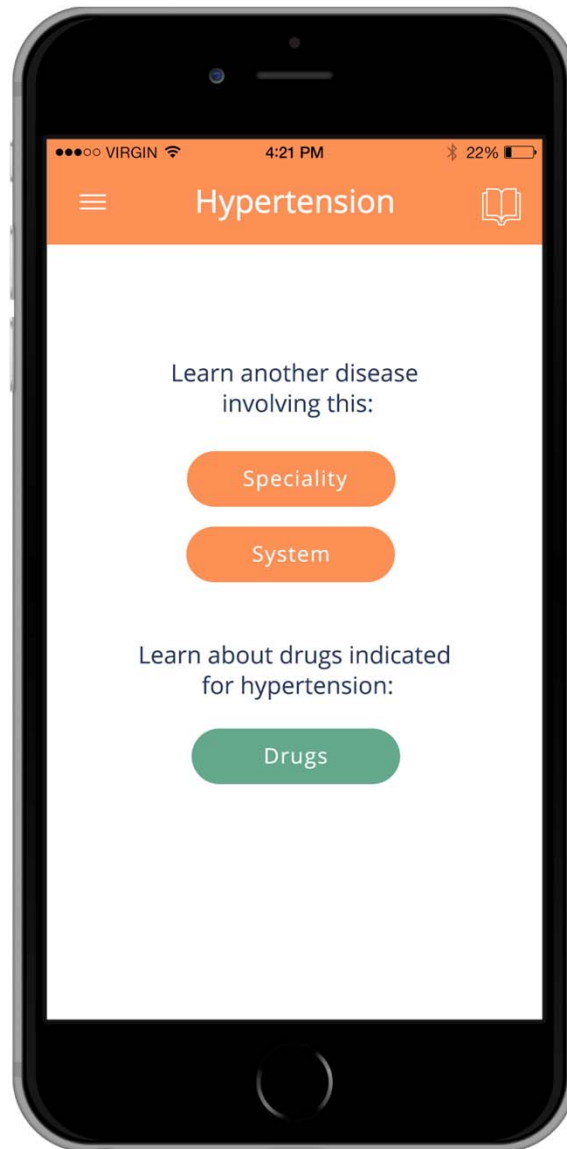 ●●●○○ VIRGIN 4:21 PM 22%
Hypertension
Learn another disease
involving this:
Speciality
System
Learn about drugs indicated
for hypertension:
Drugs